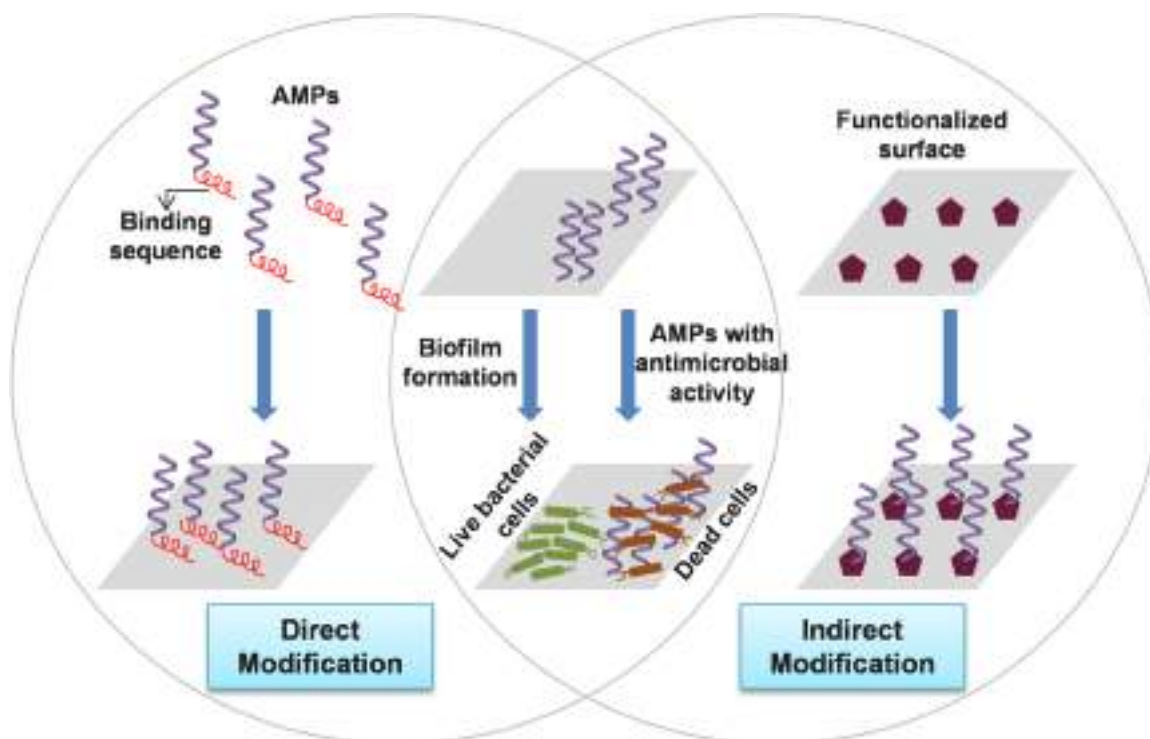 AMPs
Binding
sequence
Functionalized
surface
Biofilm
formation
AMPs with
antimicrobial
activity
Live bacterial
cells
Dead cells
Direct
Modification
Indirect
Modification